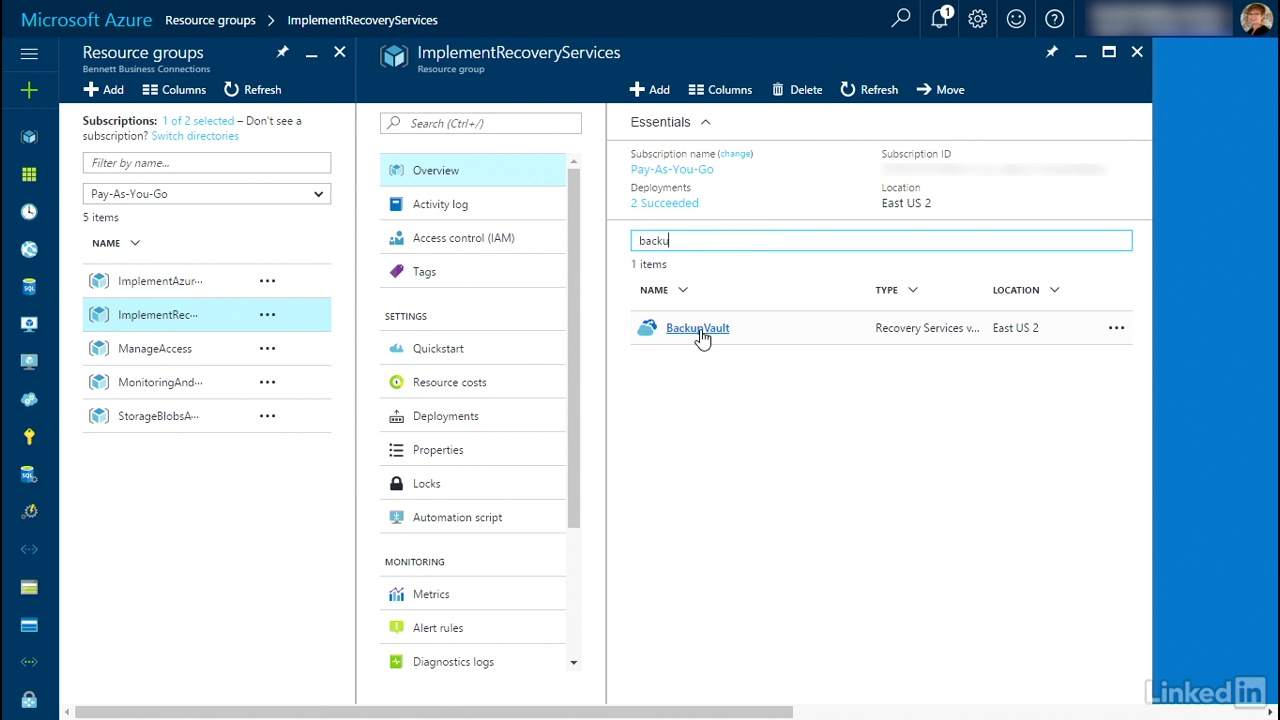 Microsoft Azure Resource groups > ImplementRecoveryServices
1
Resource groups
Bennett Business Connections
Add Columns Refresh
Subscriptions: 1 of 2 selected – Don't see a
subscription? Switch directories
Filter by name...
Pay-As-You-Go
5 items
NAME
ImplementAzur...
ImplementRec...
ManageAccess
MonitoringAnd...
StorageBlobsA...
ImplementRecoveryServices
Resource group
Search (Ctrl+/)
Overview
Activity log
Access control (IAM)
Tags
SETTINGS
Quickstart
Resource costs
Deployments
Properties
Locks
Automation script
MONITORING
Metrics
Alert rules
Diagnostics logs
Add Columns Delete Refresh Move
Essentials
Subscription name (change)
Pay-As-You-Go
Subscription ID
Deployments
2 Succeeded
Location
East US 2
backu
1 items
NAME TYPE LOCATION
BackupVault Recovery Services v... East US 2
LinkedIn